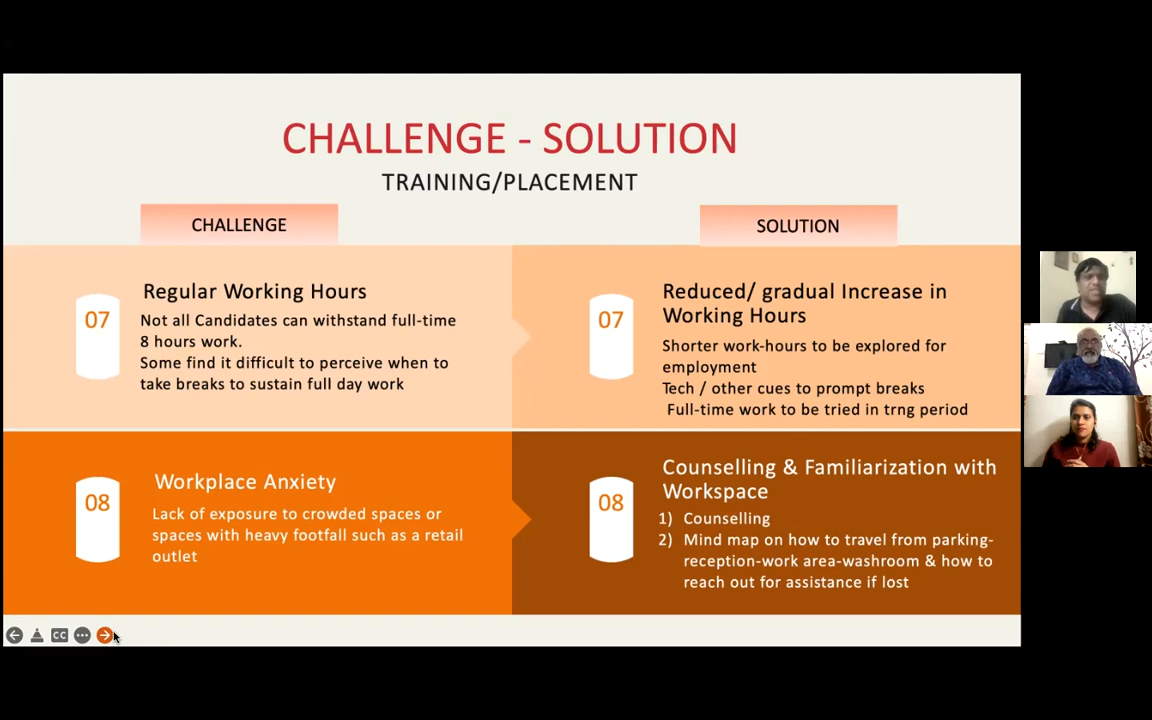 CHALLENGE - SOLUTION
TRAINING/PLACEMENT
CHALLENGE
SOLUTION
07
Regular Working Hours
Not all Candidates can withstand full-time
8 hours work.
Some find it difficult to perceive when to
take breaks to sustain full day work
07
Reduced/ gradual Increase in
Working Hours
Shorter work-hours to be explored for
employment
Tech / other cues to prompt breaks
Full-time work to be tried in trng period
08
Workplace Anxiety
Lack of exposure to crowded spaces or
spaces with heavy footfall such as a retail
outlet
08
Counselling & Familiarization with
Workspace
1) Counselling
2) Mind map on how to travel from parking-
reception-work area-washroom & how to
reach out for assistance if lost
CC